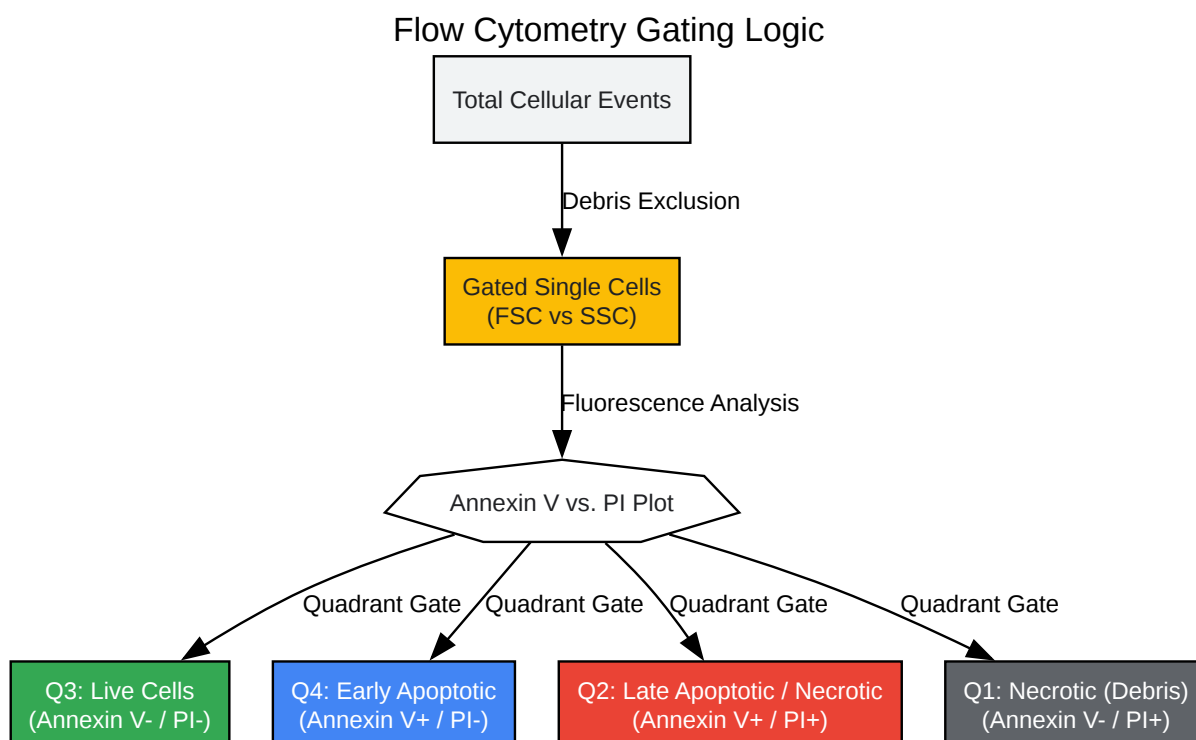 Flow Cytometry Gating Logic
Total Cellular Events
Debris Exclusion
Gated Single Cells
(FSC vs SSC)
Fluorescence Analysis
Annexin V vs. PI Plot
Quadrant Gate
Quadrant Gate
Quadrant Gate
Quadrant Gate
Q3: Live Cells
(Annexin V- / PI-)
Q4: Early Apoptotic
(Annexin V+ / PI-)
Q2: Late Apoptotic / Necrotic
(Annexin V+ / PI+)
Q1: Necrotic (Debris)
(Annexin V- / PI+)